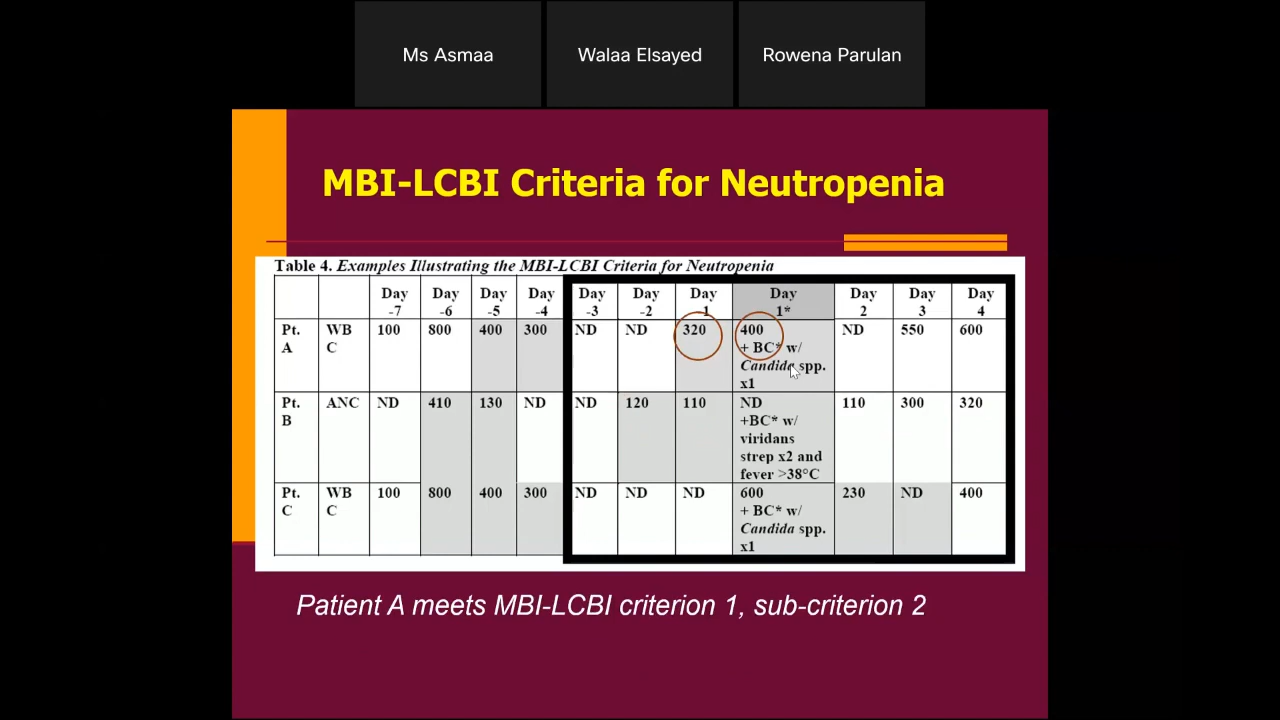 Ms Asmaa
Walaa Elsayed
Rowena Parulan
MBI-LCBI Criteria for Neutropenia
Table 4. Examples Illustrating the MBI-LCBI Criteria for Neutropenia
Day -7 Day -6 Day -5 Day -4 Day -3 Day -2 Day -1 Day 1* Day 2 Day 3 Day 4
Pt. A WB C 100 800 400 300 ND ND 320 400 + BC* w/ Candida spp. x1 ND 550 600
Pt. B ANC ND 410 130 ND ND 120 110 ND +BC* w/ viridans strep x2 and fever >38°C 110 300 320
Pt. C WB C 100 800 400 300 ND ND ND 600 + BC* w/ Candida spp. x1 230 ND 400
Patient A meets MBI-LCBI criterion 1, sub-criterion 2